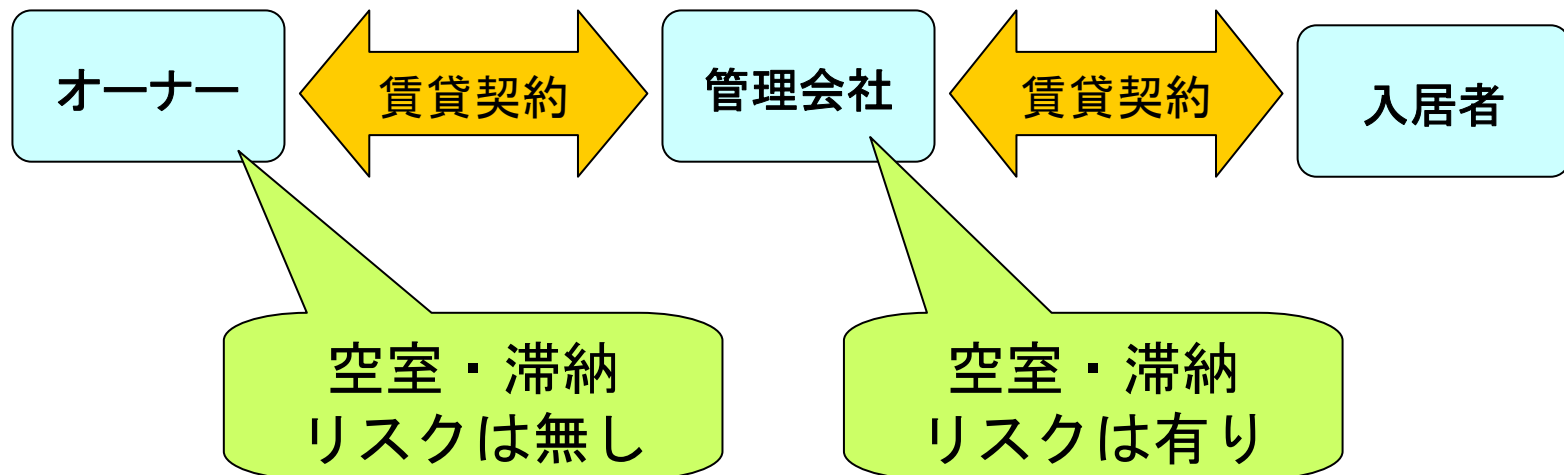 オーナー
賃貸契約
管理会社
賃貸契約
入居者
空室・滞納
リスクは無し
空室・滞納
リスクは有り